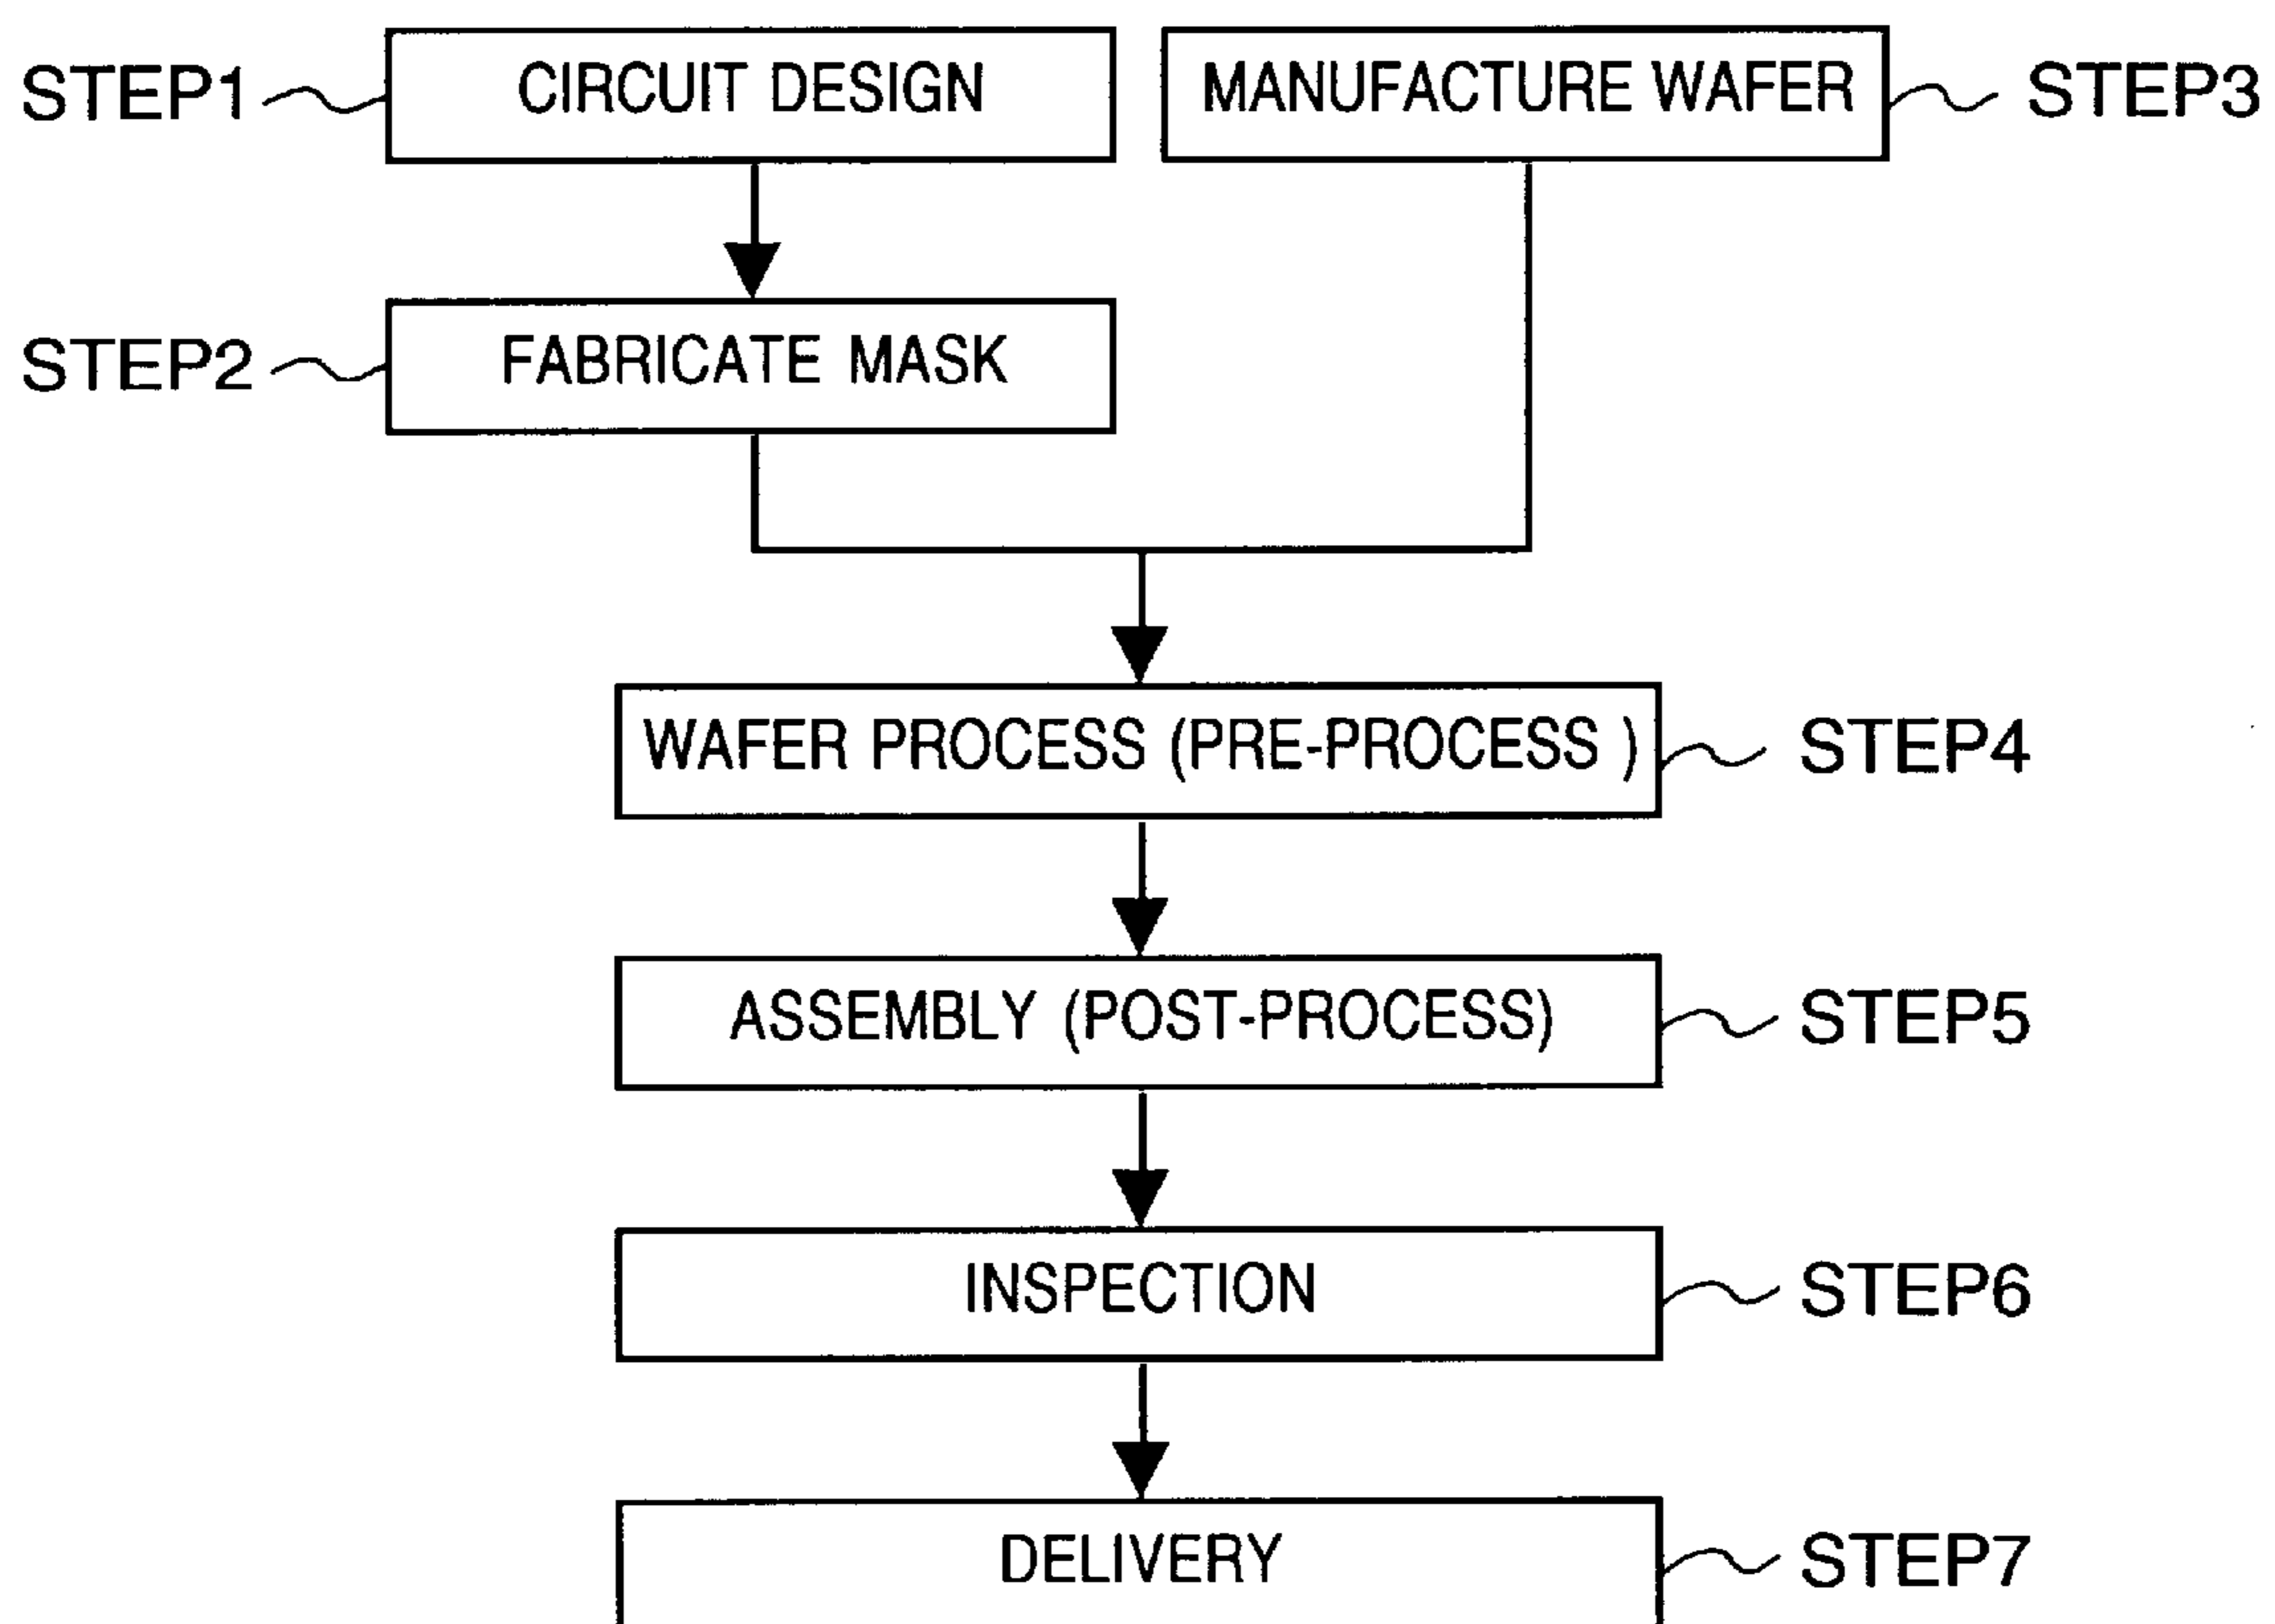 STEP1
CIRCUIT DESIGN
MANUFACTURE WAFER
STEP3
STEP2
FABRICATE MASK
WAFER PROCESS (PRE-PROCESS )
STEP4
ASSEMBLY (POST-PROCESS)
STEP5
INSPECTION
STEP6
DELIVERY
STEP7